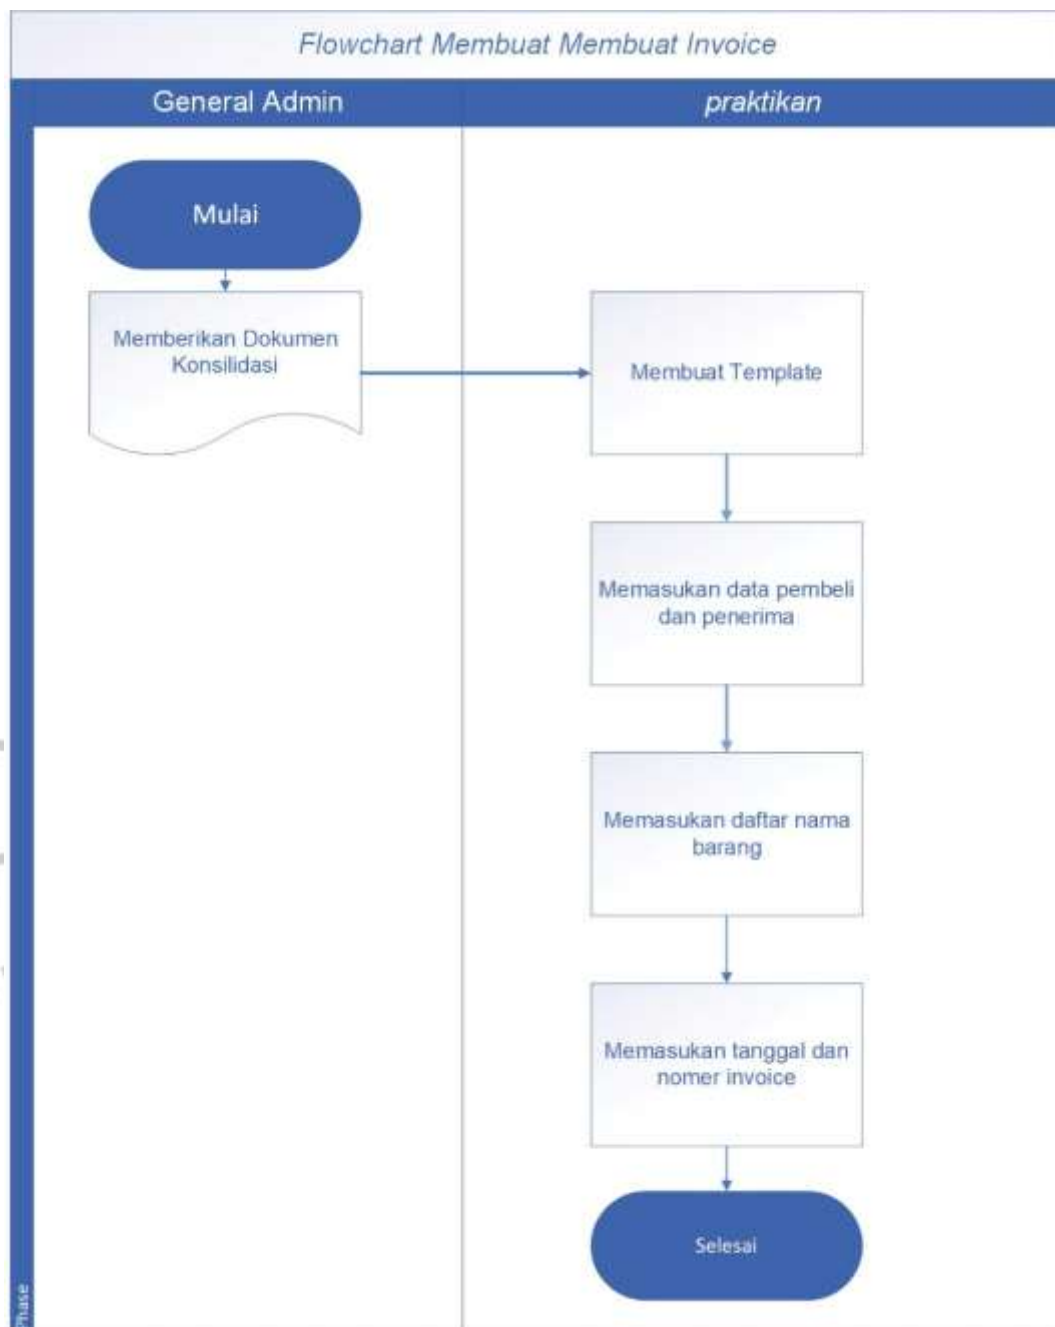 Flowchart Membuat Membuat Invoice
General Admin
praktikan
Mulai
Memberikan Dokumen
Konsilidasi
Membuat Template
Memasukan data pembeli
dan penerima
Memasukan daftar nama
barang
Memasukan tanggal dan
nomer invoice
Selesai
Phase